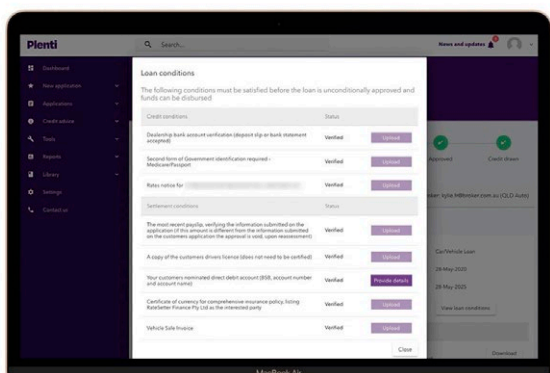 Plenti
Search...
News and updates
Dashboard
New application
Applications
Credit advice
Tools
Reports
Library
Settings
Contact us
Loan conditions
The following conditions must be satisfied before the loan is unconditionally approved and
funds can be disbursed
Credit conditions Status
Dealership bank account verification (deposit slip or bank statement
accepted) Verified Upload
Second form of Government identification required -
Medicare/Passport Verified Upload
Rates notice for Verified Upload
Settlement conditions Status
The most recent payslip, verifying the information submitted on the
application (if this amount is different from the information submitted
on the customers application the approval is void, upon reassessment) Verified Upload
A copy of the customers drivers licence (does not need to be certified) Verified Upload
Your customers nominated direct debit account (BSB, account number
and account name) Verified Provide details
Certificate of currency for comprehensive insurance policy, listing
RateSetter Finance Pty Ltd as the interested party Verified Upload
Vehicle Sale Invoice Verified Upload
Close
Approved
Credit drawn
(QLD Auto)
Car/Vehicle Loan
26 May 2020
26 May 2025
View loan conditions
Download
MacBook Air